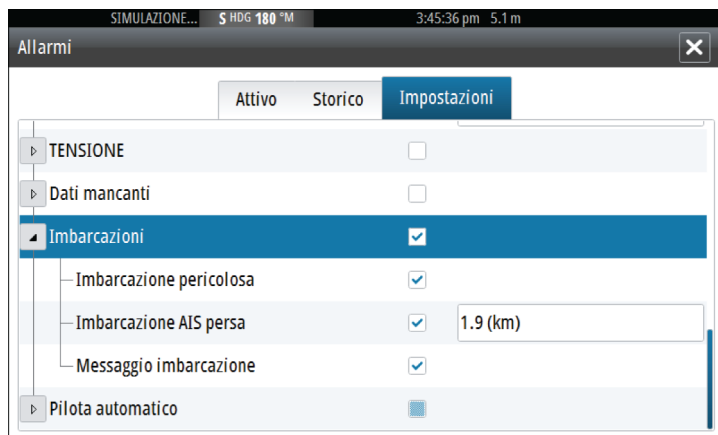 SIMULAZIONE... S HDG 180 °M 3:45:36 pm 5.1 m
Allarmi
Attivo Storico Impostazioni
TENSIONE
Dati mancanti
Imbarcazioni
Imbarcazione pericolosa
Imbarcazione AIS persa 1.9 (km)
Messaggio imbarcazione
Pilota automatico